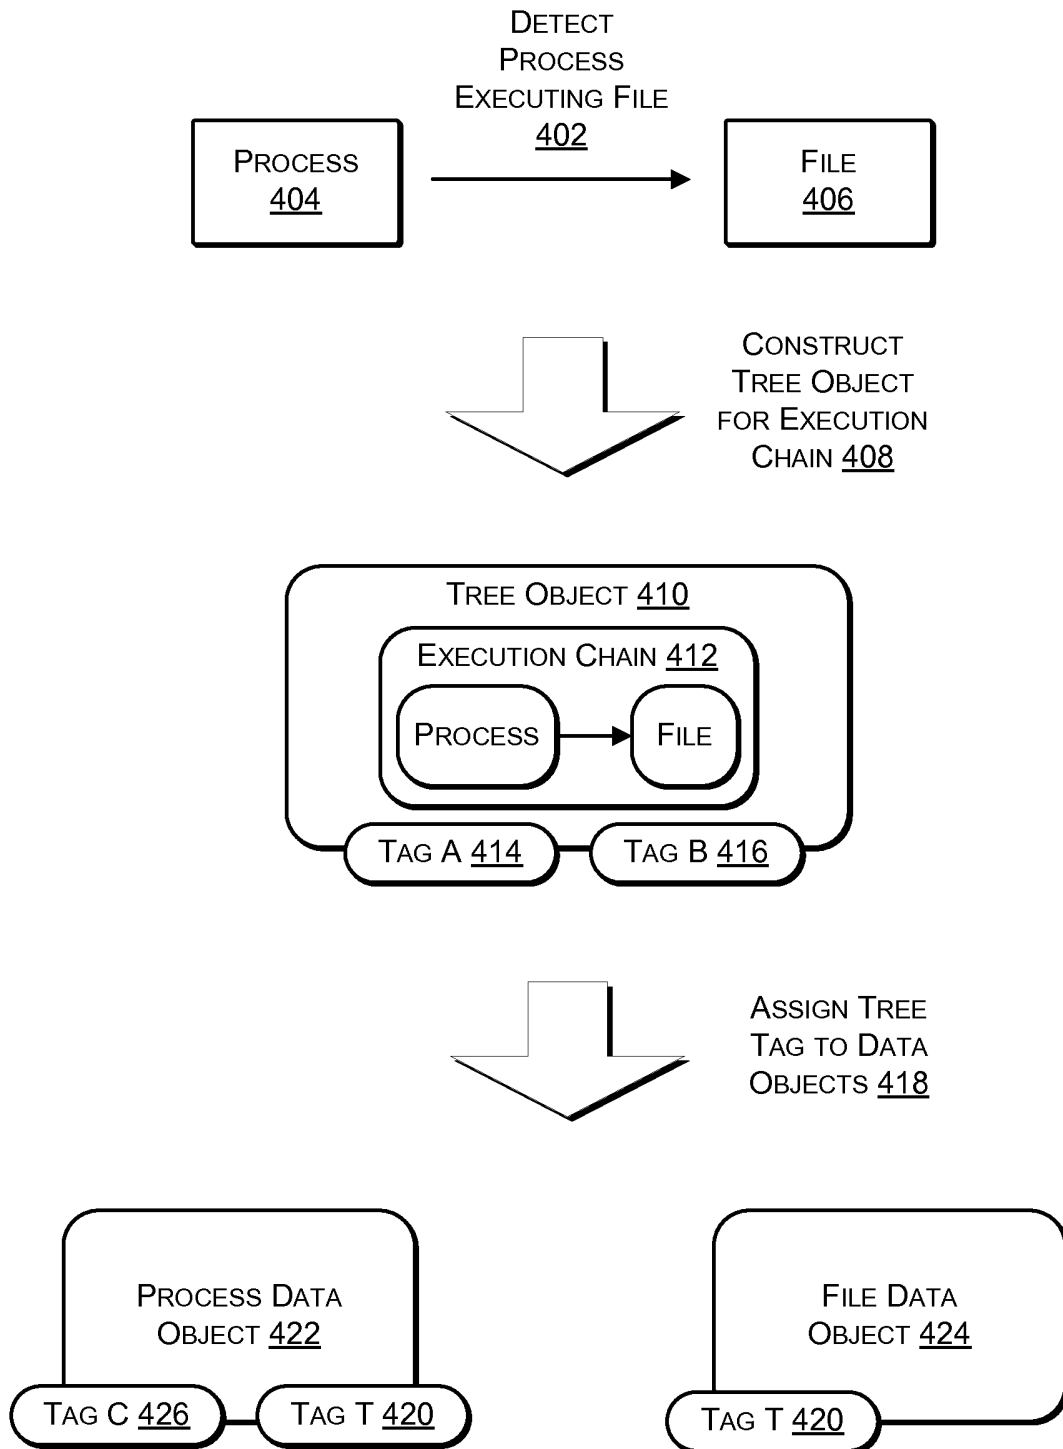 DETECT
PROCESS
EXECUTING FILE
402
PROCESS
404
FILE
406
CONSTRUCT
TREE OBJECT
FOR EXECUTION
CHAIN 408
TREE OBJECT 410
EXECUTION CHAIN 412
PROCESS
FILE
TAG A 414
TAG B 416
ASSIGN TREE
TAG TO DATA
OBJECTS 418
PROCESS DATA
OBJECT 422
FILE DATA
OBJECT 424
TAG C 426
TAG T 420
TAG T 420